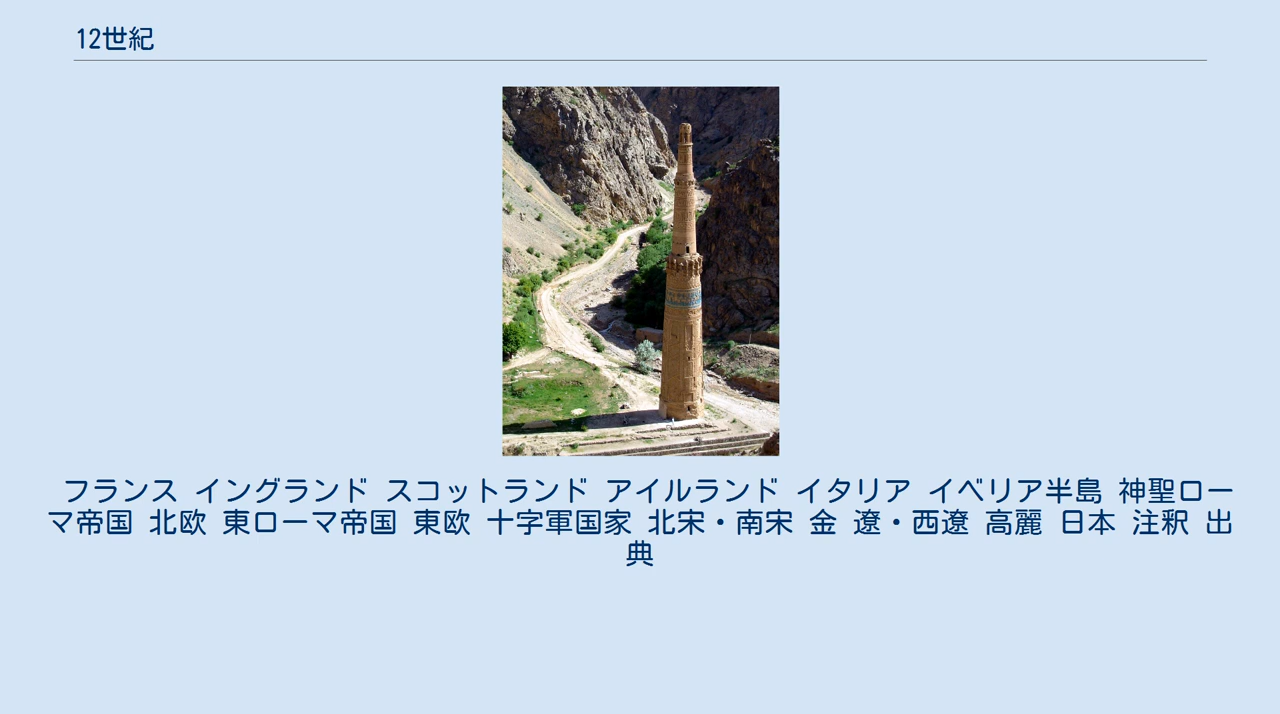 12世紀
フランス イングランド スコットランド アイルランド イタリア イベリア半島 神聖ロー
マ帝国 北欧 東ローマ帝国 東欧 十字軍国家 北宋・南宋 金 遼・西遼 高麗 日本 注釈 出
典